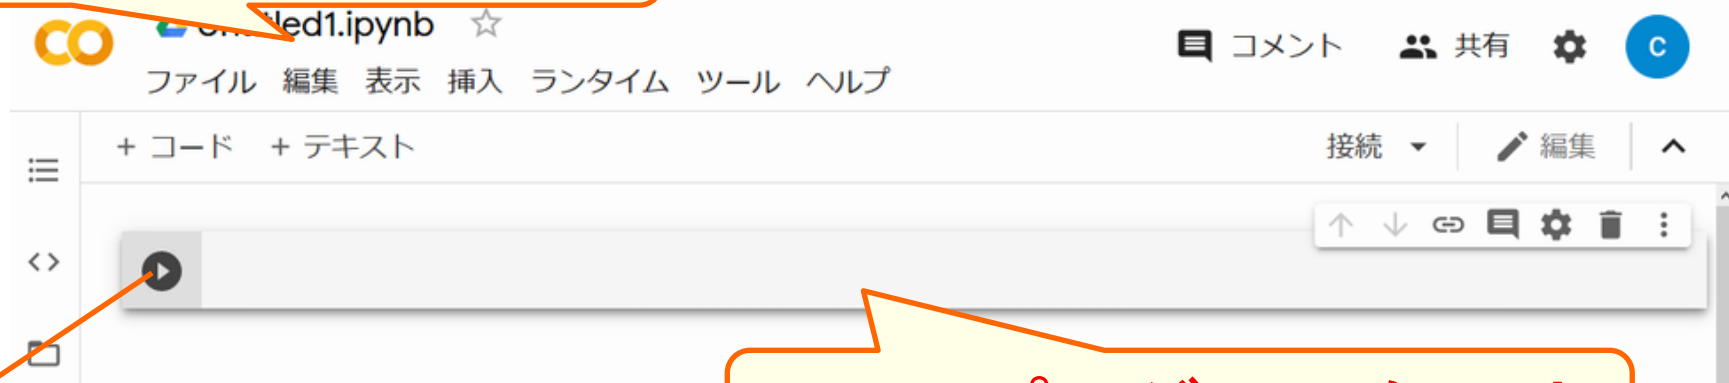 led1.ipynb
コメント 共有 C
ファイル 編集 表示 挿入 ランタイム ツール ヘルプ
+ コード + テキスト 接続 編集